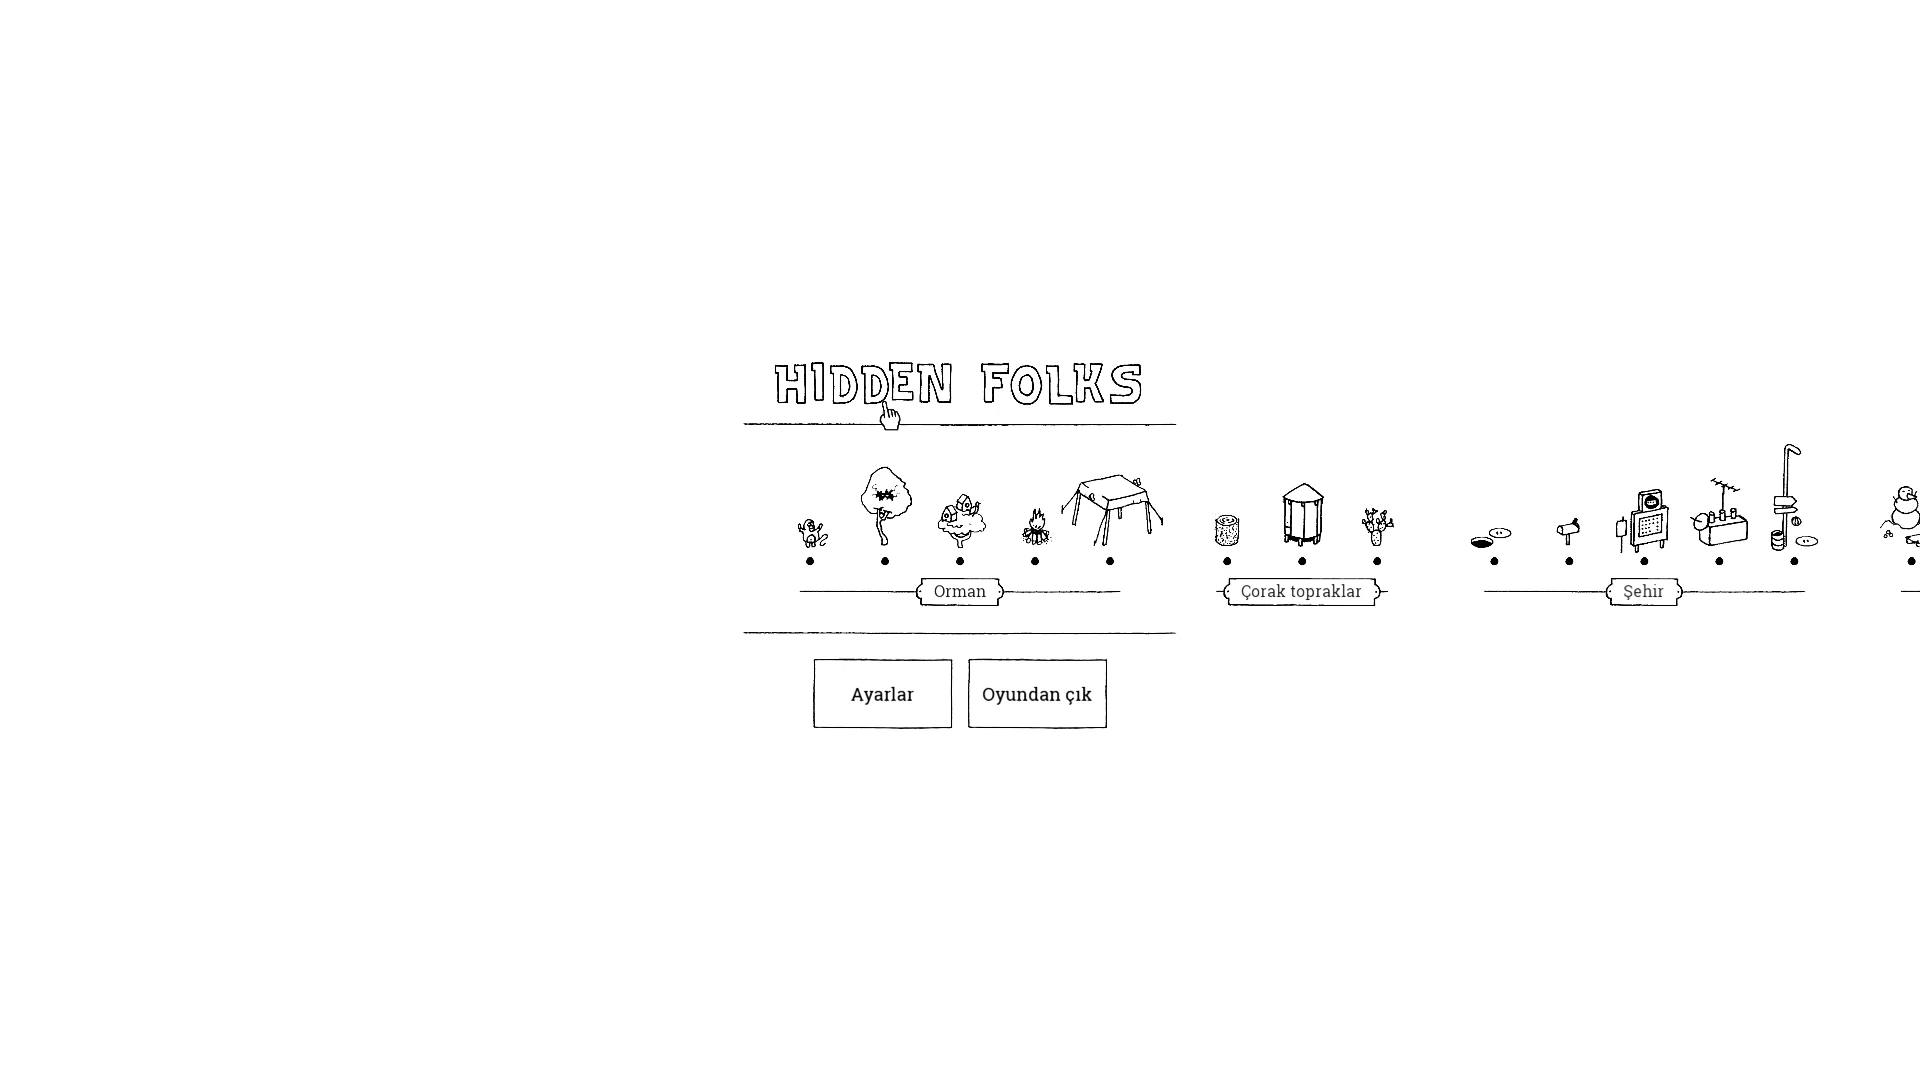 HIDDEN FOLKS
Orman
Çorak topraklar
Şehir
Ayarlar
Oyundan çık